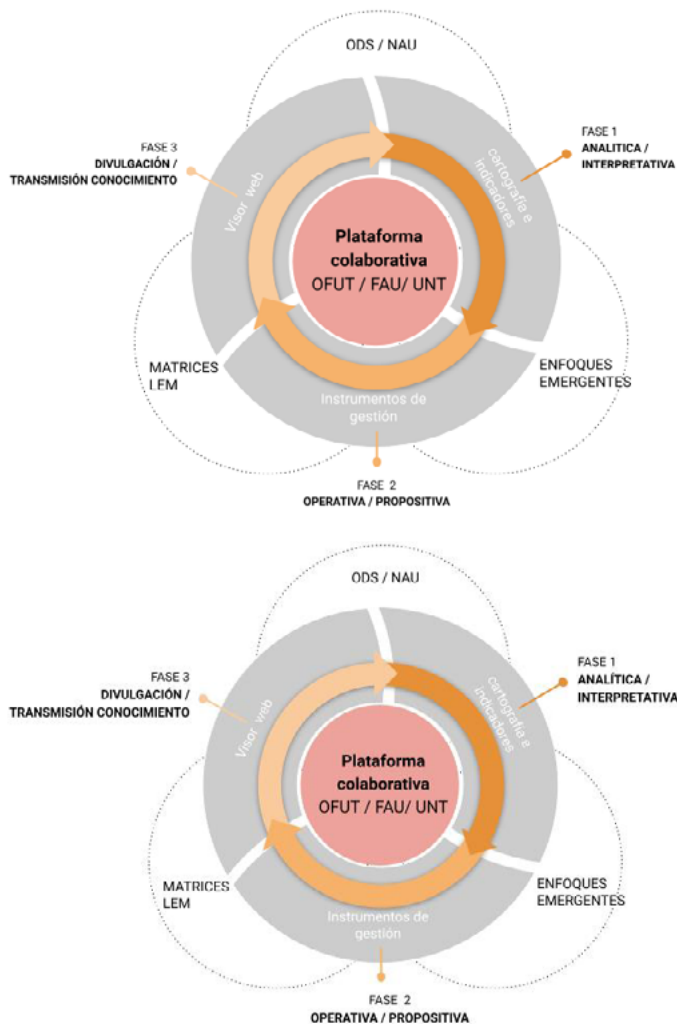 ODS / NAU
FASE 1
ANALITICA /
INTERPRETATIVA
cartografía e
indicadores
FASE 3
DIVULGACIÓN /
TRANSMISIÓN CONOCIMIENTO
Visor web
Plataforma
colaborativa
OFUT / FAU/ UNT
MATRICES
LEM
ENFOQUES
EMERGENTES
Instrumentos de
gestión
FASE 2
OPERATIVA / PROPOSITIVA
ODS / NAU
FASE 1
ANALÍTICA /
INTERPRETATIVA
cartografía e
indicadores
FASE 3
DIVULGACIÓN /
TRANSMISIÓN CONOCIMIENTO
Visor web
Plataforma
colaborativa
OFUT / FAU/ UNT
MATRICES
LEM
ENFOQUES
EMERGENTES
Instrumentos de
gestión
FASE 2
OPERATIVA / PROPOSITIVA